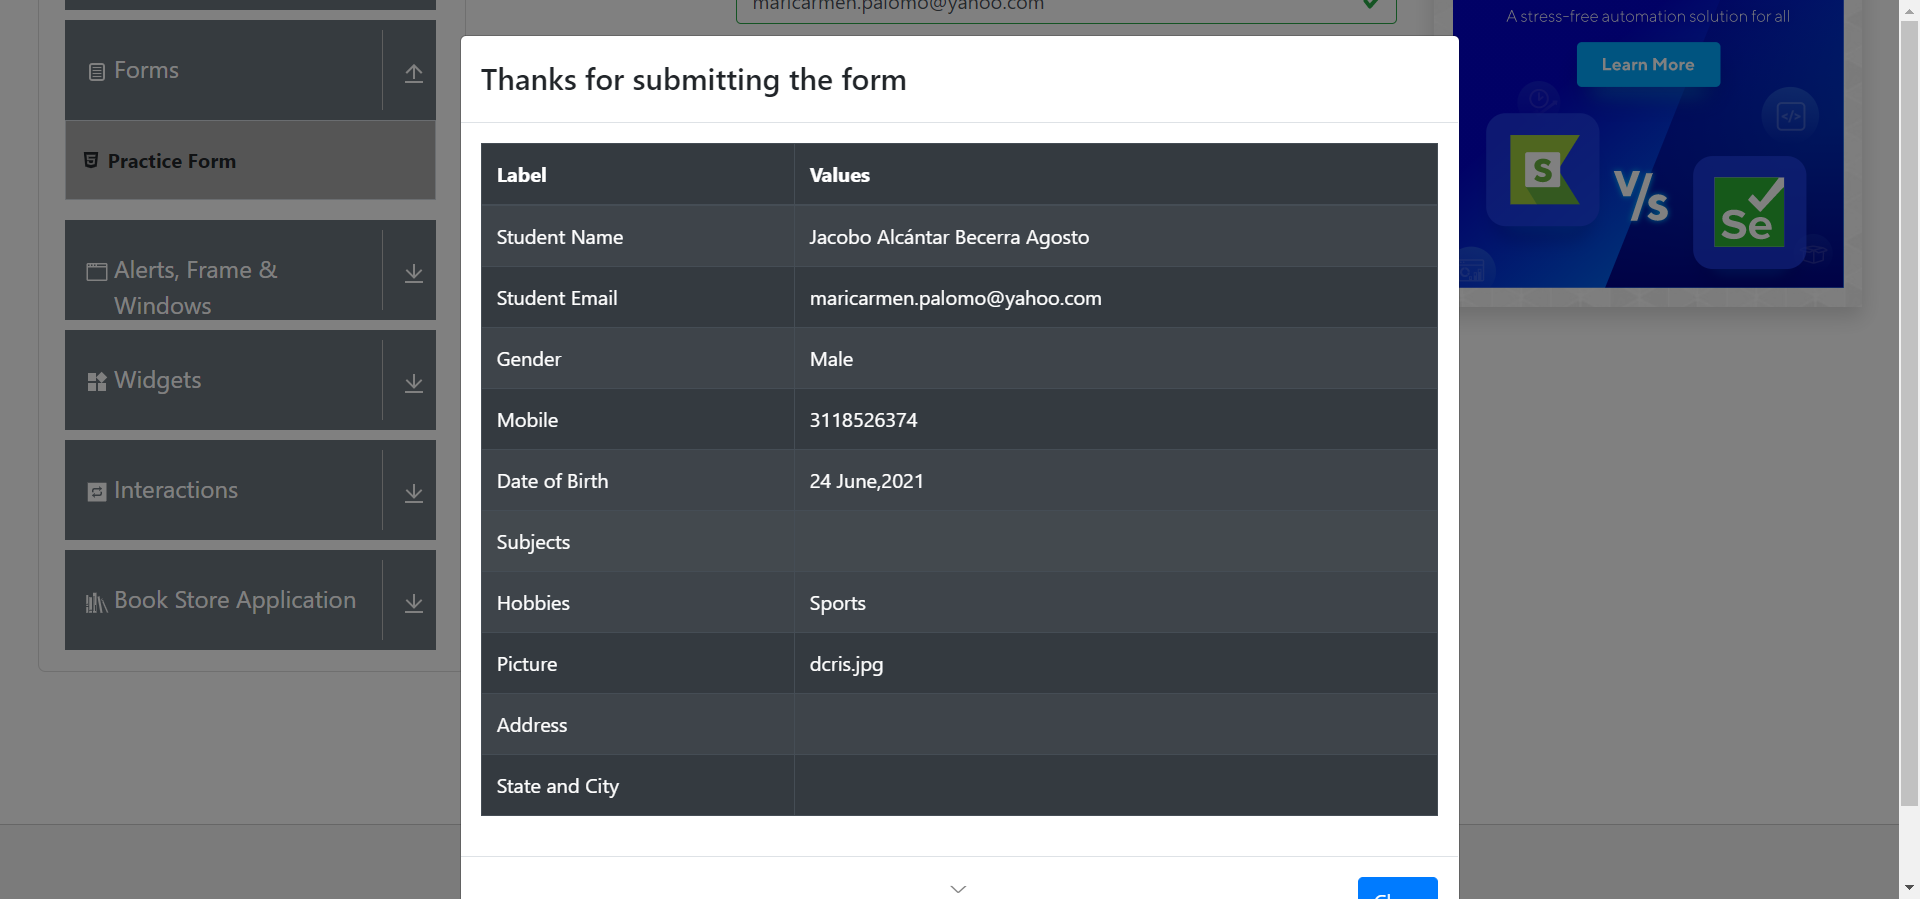 maricarmen.palomo@yahoo.com
A stress-free automation solution for all
Learn More
V/s
S
Se
</>
Forms
Practice Form
Alerts, Frame &
Windows
Widgets
Interactions
Book Store Application
Thanks for submitting the form
Label Values
Student Name Jacobo Alcántar Becerra Agosto
Student Email maricarmen.palomo@yahoo.com
Gender Male
Mobile 3118526374
Date of Birth 24 June,2021
Subjects
Hobbies Sports
Picture dcris.jpg
Address
State and City